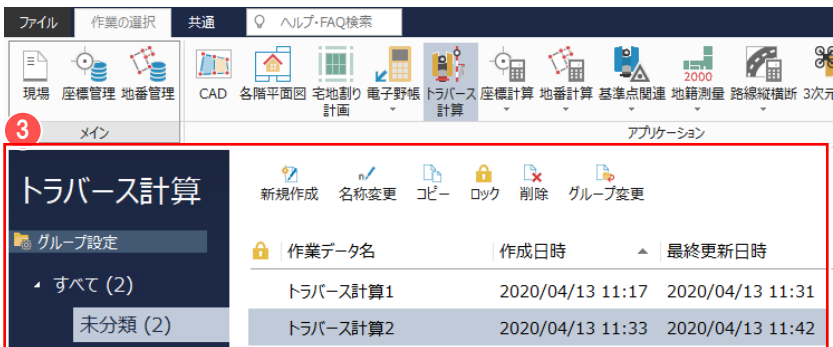 ファイル 作業の選択 共通 ヘルプ・FAQ検索
現場 座標管理 地番管理 CAD 各階平面図 宅地割り計画 電子野帳 トラバース計算 座標計算 地番計算 基準点関連 2000 地籍測量 路線縦横断 3次元
メイン アプリケーション
3
トラバース計算
新規作成 名称変更 コピー ロック 削除 グループ変更
グループ設定
作業データ名 作成日時 最終更新日時
すべて (2)
トラバース計算1 2020/04/13 11:17 2020/04/13 11:31
未分類 (2)
トラバース計算2 2020/04/13 11:33 2020/04/13 11:42